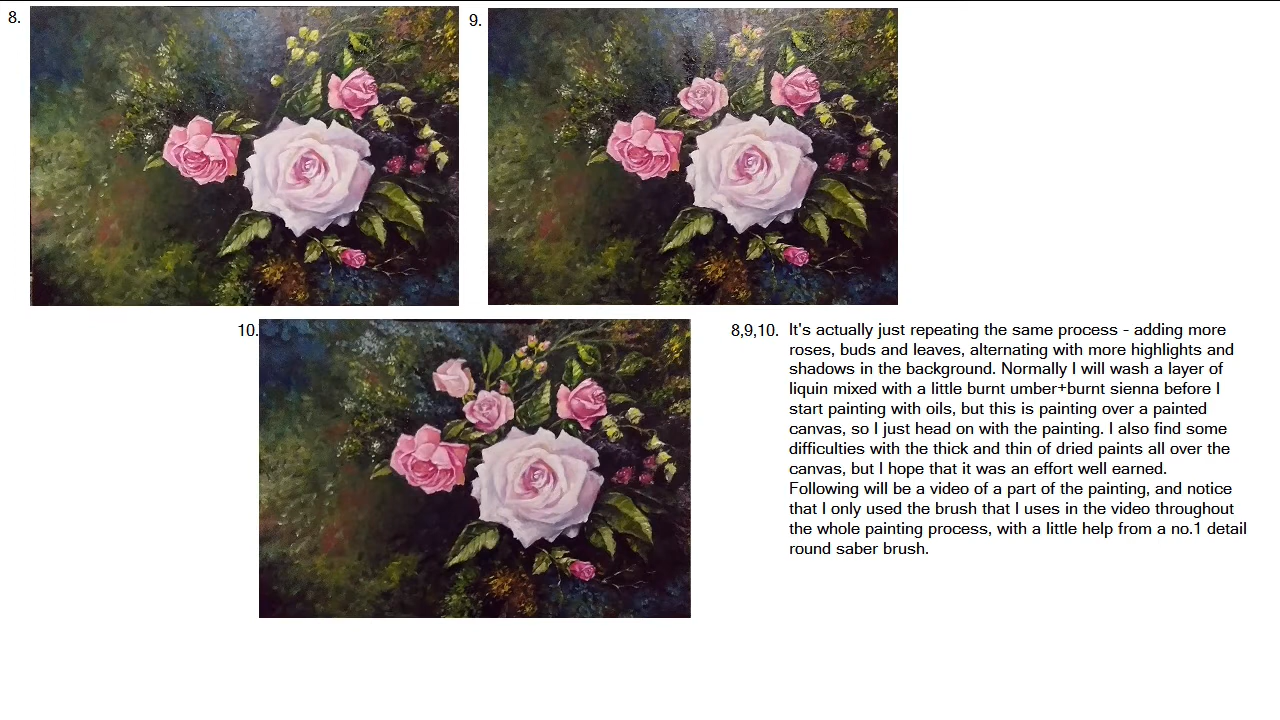 8.
9.
10.
8,9,10. It's actually just repeating the same process - adding more
roses, buds and leaves, alternating with more highlights and
shadows in the background. Normally I will wash a layer of
liquin mixed with a little burnt umber+burnt sienna before I
start painting with oils, but this is painting over a painted
canvas, so I just head on with the painting. I also find some
difficulties with the thick and thin of dried paints all over the
canvas, but I hope that it was an effort well earned.
Following will be a video of a part of the painting, and notice
that I only used the brush that I uses in the video throughout
the whole painting process, with a little help from a no.1 detail
round saber brush.